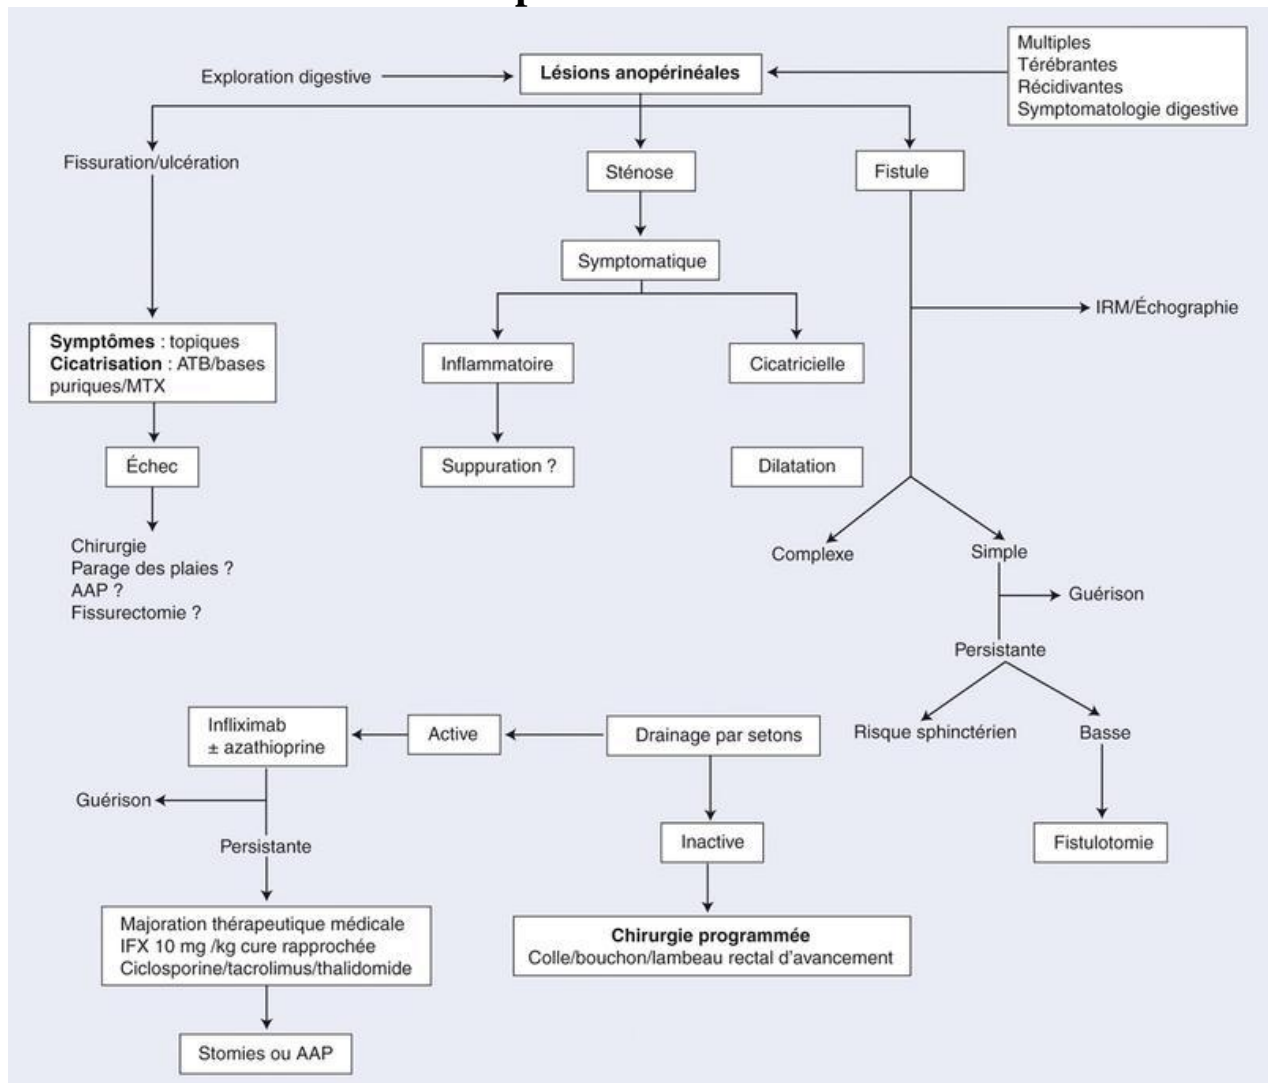 Exploration digestive
Lésions anopérinéales
Multiples
Térébrantes
Récidivantes
Symptomatologie digestive
Fissuration/ulcération
Sténose
Fistule
Symptomatique
IRM/Échographie
Symptômes : topiques
Cicatrisation : ATB/bases
puriques/MTX
Inflammatoire
Cicatricielle
Échec
Suppuration ?
Dilatation
Chirurgie
Parage des plaies ?
AAP ?
Fissurectomie ?
Complexe
Simple
Guérison
Persistante
Risque sphinctérien
Basse
Fistulotomie
Infliximab
± azathioprine
Active
Drainage par setons
Guérison
Persistante
Inactive
Majoration thérapeutique médicale
IFX 10 mg /kg cure rapprochée
Ciclosporine/tacrolimus/thalidomide
Chirurgie programmée
Colle/bouchon/lambeau rectal d'avancement
Stomies ou AAP